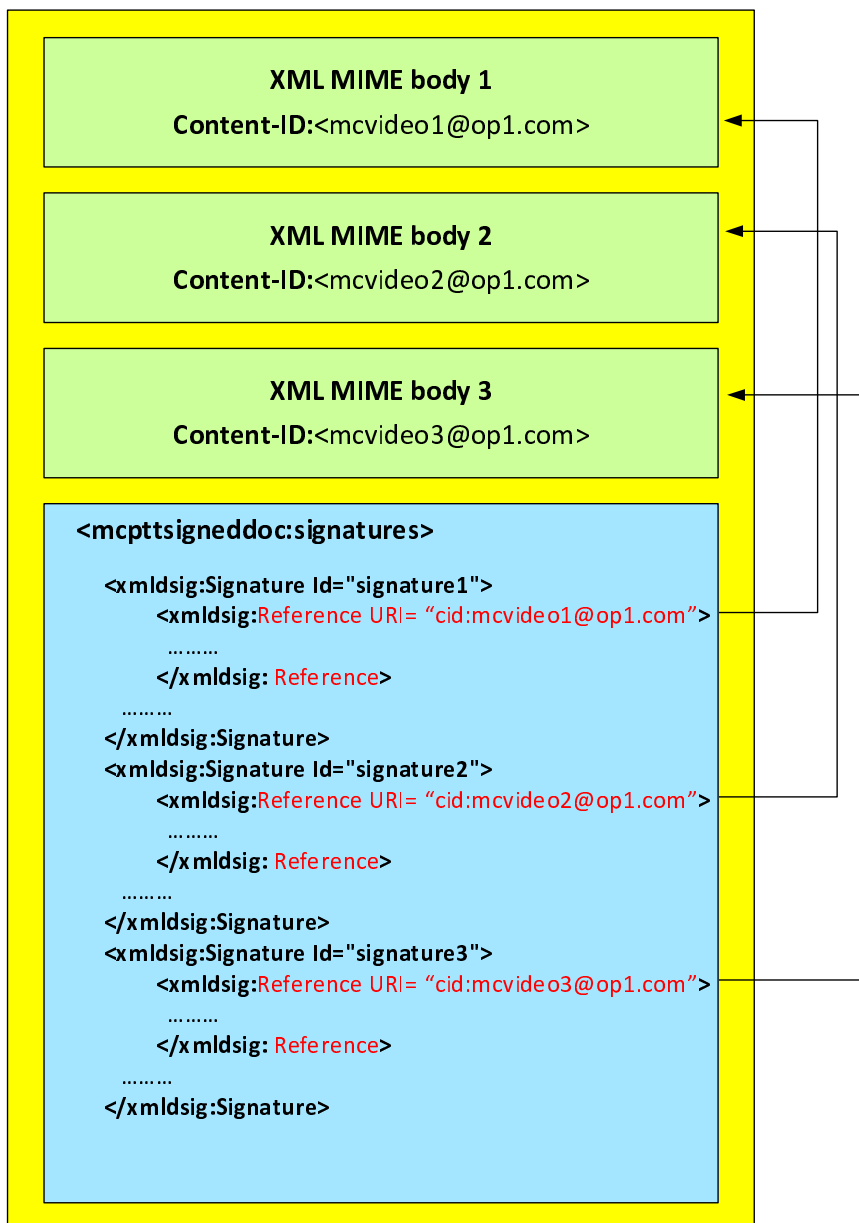 XML MIME body 1
Content-ID:<mcvideo1@op1.com>
XML MIME body 2
Content-ID:<mcvideo2@op1.com>
XML MIME body 3
Content-ID:<mcvideo3@op1.com>
<mcpttsigneddoc:signatures>
<xmldsig:Signature Id="signature1">
<xmldsig:Reference URI= “cid:mcvideo1@op1.com”>
………
</xmldsig: Reference>
………
</xmldsig:Signature>
<xmldsig:Signature Id="signature2">
<xmldsig:Reference URI= “cid:mcvideo2@op1.com”>
………
</xmldsig: Reference>
………
</xmldsig:Signature>
<xmldsig:Signature Id="signature3">
<xmldsig:Reference URI= “cid:mcvideo3@op1.com”>
………
</xmldsig: Reference>
………
</xmldsig:Signature>